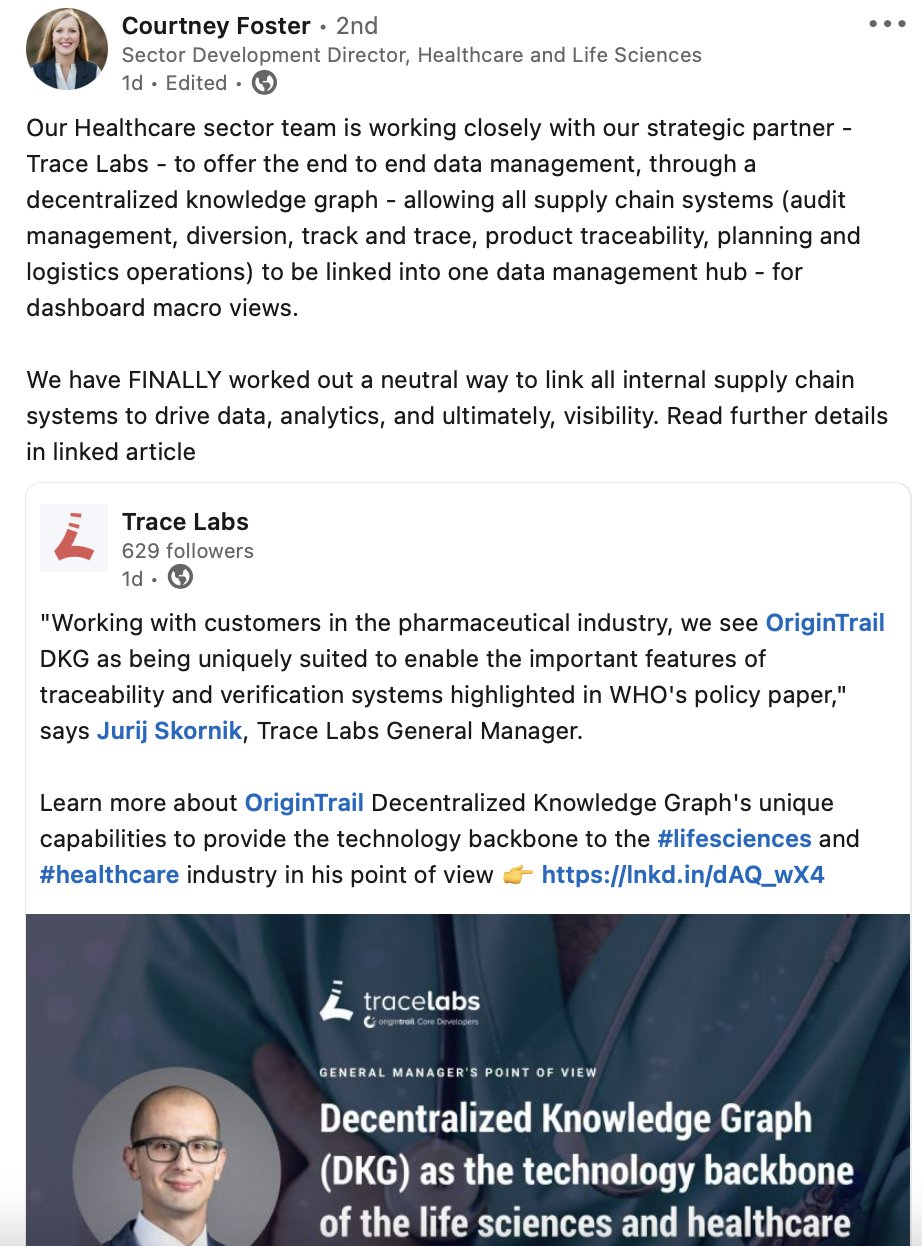 Courtney Foster • 2nd
Sector Development Director, Healthcare and Life Sciences
1d • Edited •
Our Healthcare sector team is working closely with our strategic partner -
Trace Labs - to offer the end to end data management, through a
decentralized knowledge graph - allowing all supply chain systems (audit
management, diversion, track and trace, product traceability, planning and
logistics operations) to be linked into one data management hub - for
dashboard macro views.
We have FINALLY worked out a neutral way to link all internal supply chain
systems to drive data, analytics, and ultimately, visibility. Read further details
in linked article
Trace Labs
629 followers
1d •
"Working with customers in the pharmaceutical industry, we see OriginTrail
DKG as being uniquely suited to enable the important features of
traceability and verification systems highlighted in WHO's policy paper,"
says Jurij Skornik, Trace Labs General Manager.
Learn more about OriginTrail Decentralized Knowledge Graph's unique
capabilities to provide the technology backbone to the #lifesciences and
#healthcare industry in his point of view 👉 https://lnkd.in/dAQ_wX4
tracelabs
origintrail Core Developers
GENERAL MANAGER'S POINT OF VIEW
Decentralized Knowledge Graph
(DKG) as the technology backbone
of the life sciences and healthcare